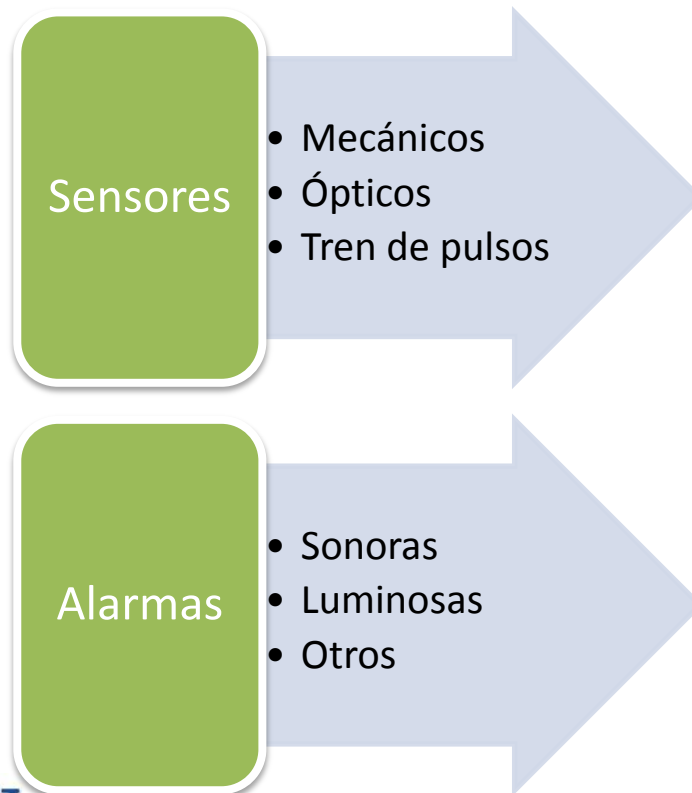 Sensores
• Mecánicos
• Ópticos
• Tren de pulsos
Alarmas
• Sonoras
• Luminosas
• Otros